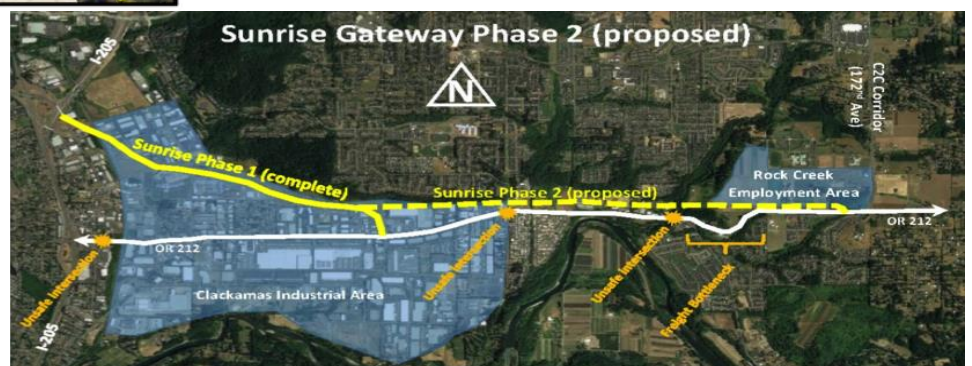 Sunrise Gateway Phase 2 (proposed)
I-205
N
C2C Corridor
(172nd Ave)
Sunrise Phase 1 (complete)
Sunrise Phase 2 (proposed)
Rock Creek
Employment Area
OR 212
OR 212
Unsafe Intersection
Unsafe Intersection
Unsafe Intersection
Freight Bottleneck
Clackamas Industrial Area
I-205